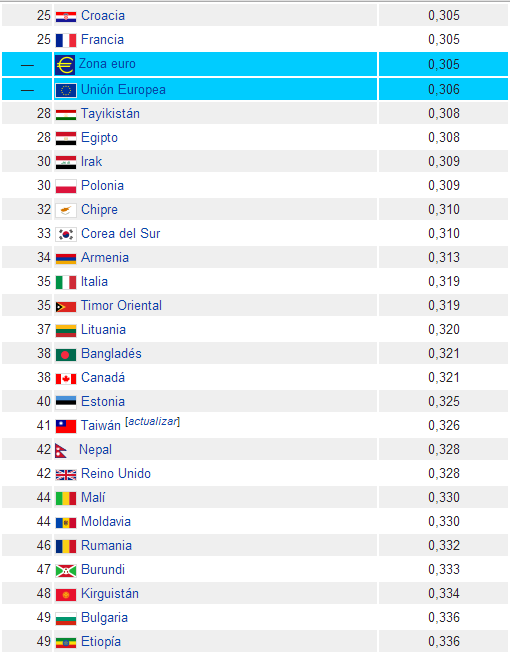 25 Croacia 0,305
25 Francia 0,305
— Zona euro 0,305
— Unión Europea 0,306
28 Tayikistán 0,308
28 Egipto 0,308
30 Irak 0,309
30 Polonia 0,309
32 Chipre 0,310
33 Corea del Sur 0,310
34 Armenia 0,313
35 Italia 0,319
35 Timor Oriental 0,319
37 Lituania 0,320
38 Bangladés 0,321
38 Canadá 0,321
40 Estonia 0,325
41 Taiwán [actualizar] 0,326
42 Nepal 0,328
42 Reino Unido 0,328
44 Malí 0,330
44 Moldavia 0,330
46 Rumania 0,332
47 Burundi 0,333
48 Kirguistán 0,334
49 Bulgaria 0,336
49 Etiopía 0,336